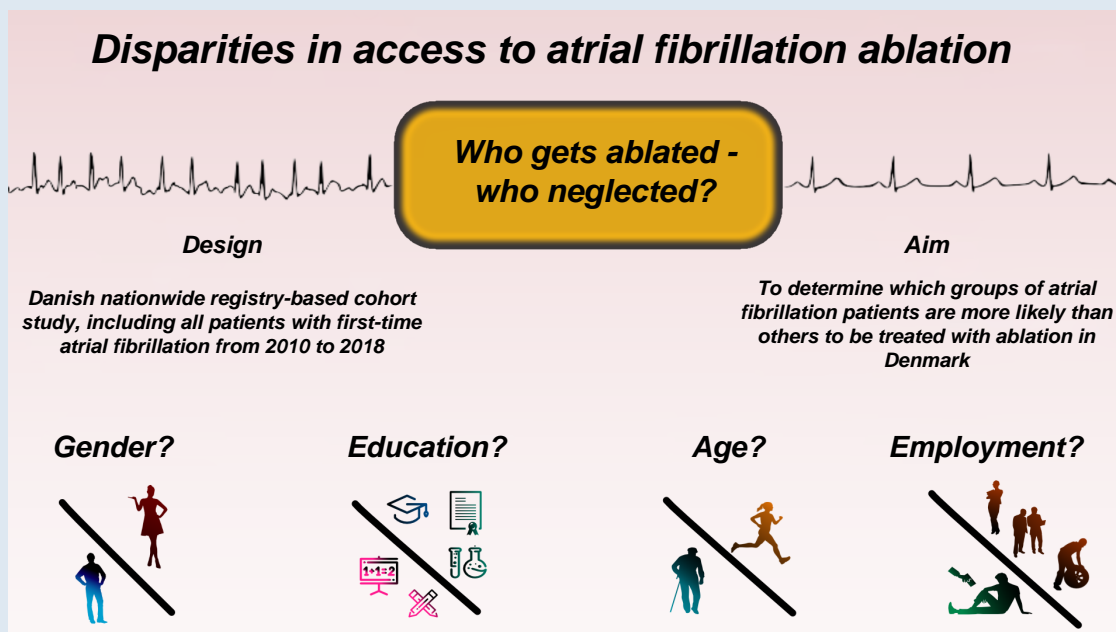 Disparities in access to atrial fibrillation ablation
Who gets ablated -
who neglected?
Design
Danish nationwide registry-based cohort
study, including all patients with first-time
atrial fibrillation from 2010 to 2018
Aim
To determine which groups of atrial
fibrillation patients are more likely than
others to be treated with ablation in
Denmark
Gender?
Education?
Age?
Employment?
1+1=2